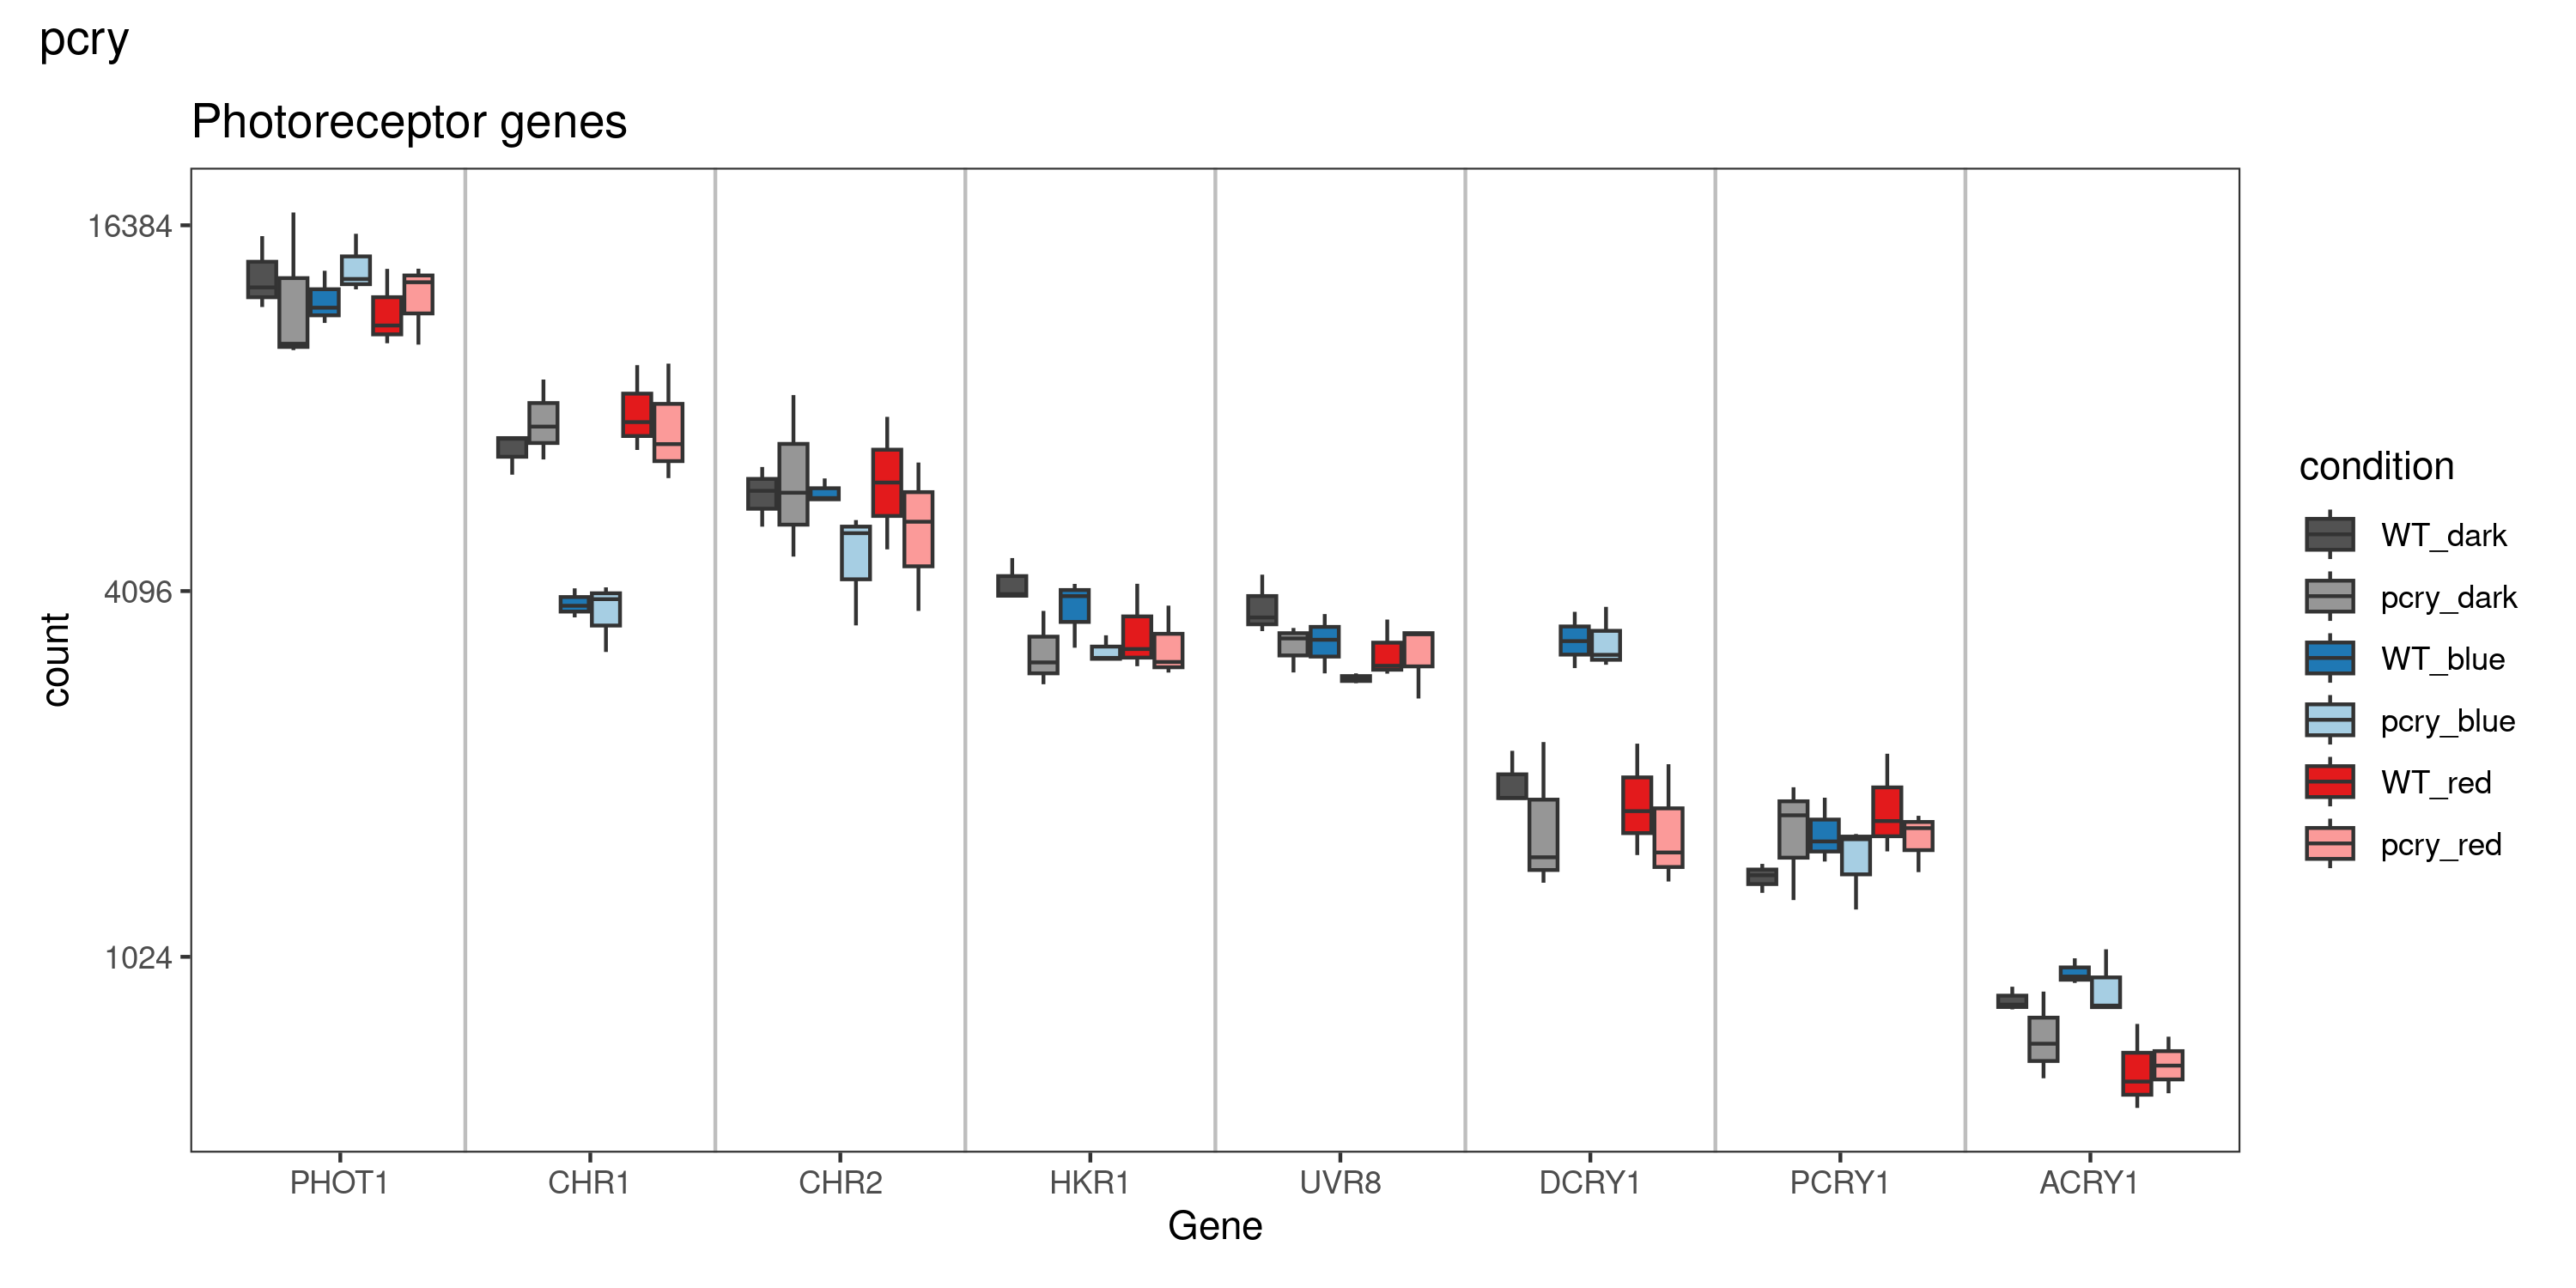 pcry
Photoreceptor genes
16384
4096
1024
count
PHOT1
CHR1
CHR2
HKR1
UVR8
DCRY1
PCRY1
ACRY1
Gene
condition
WT_dark
pcry_dark
WT_blue
pcry_blue
WT_red
pcry_red